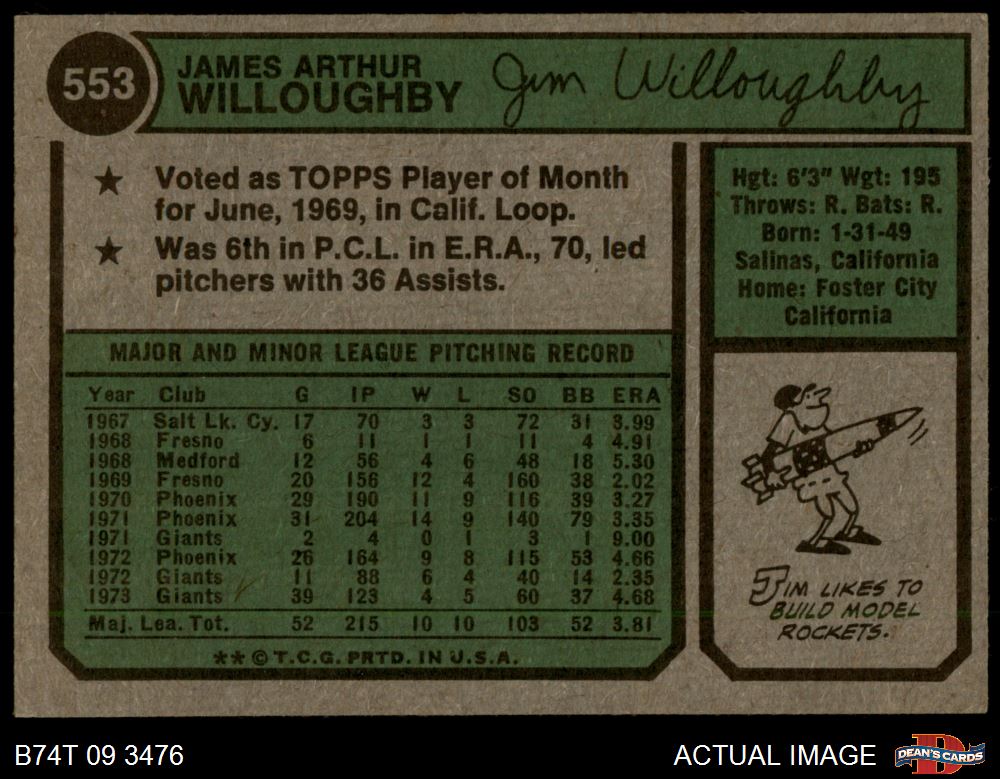 553
JAMES ARTHUR
WILLOUGHBY
Jim Willoughby
★ Voted as TOPPS Player of Month
for June, 1969, in Calif. Loop.
★ Was 6th in P.C.L. in E.R.A., 70, led
pitchers with 36 Assists.
Hgt: 6'3" Wgt: 195
Throws: R. Bats: R.
Born: 1-31-49
Salinas, California
Home: Foster City
California
MAJOR AND MINOR LEAGUE PITCHING RECORD
Year Club G IP W L SO BB ERA
1967 Salt Lk. Cy. 17 70 3 3 72 31 3.99
1968 Fresno 6 11 1 1 11 4 4.91
1968 Medford 12 56 4 6 48 18 5.30
1969 Fresno 20 156 12 4 160 38 2.02
1970 Phoenix 29 190 11 9 116 39 3.27
1971 Phoenix 31 204 14 9 140 79 3.35
1971 Giants 2 4 0 1 3 1 9.00
1972 Phoenix 26 164 9 8 115 53 4.66
1972 Giants 11 88 6 4 40 14 2.35
1973 Giants 39 123 4 5 60 37 4.68
Maj. Lea. Tot. 52 215 10 10 103 52 3.81
**©T.C.G. PRTD. IN U.S.A.
JIM LIKES TO
BUILD MODEL
ROCKETS.
B74T 09 3476
ACTUAL IMAGE
D
DEAN'S CARDS